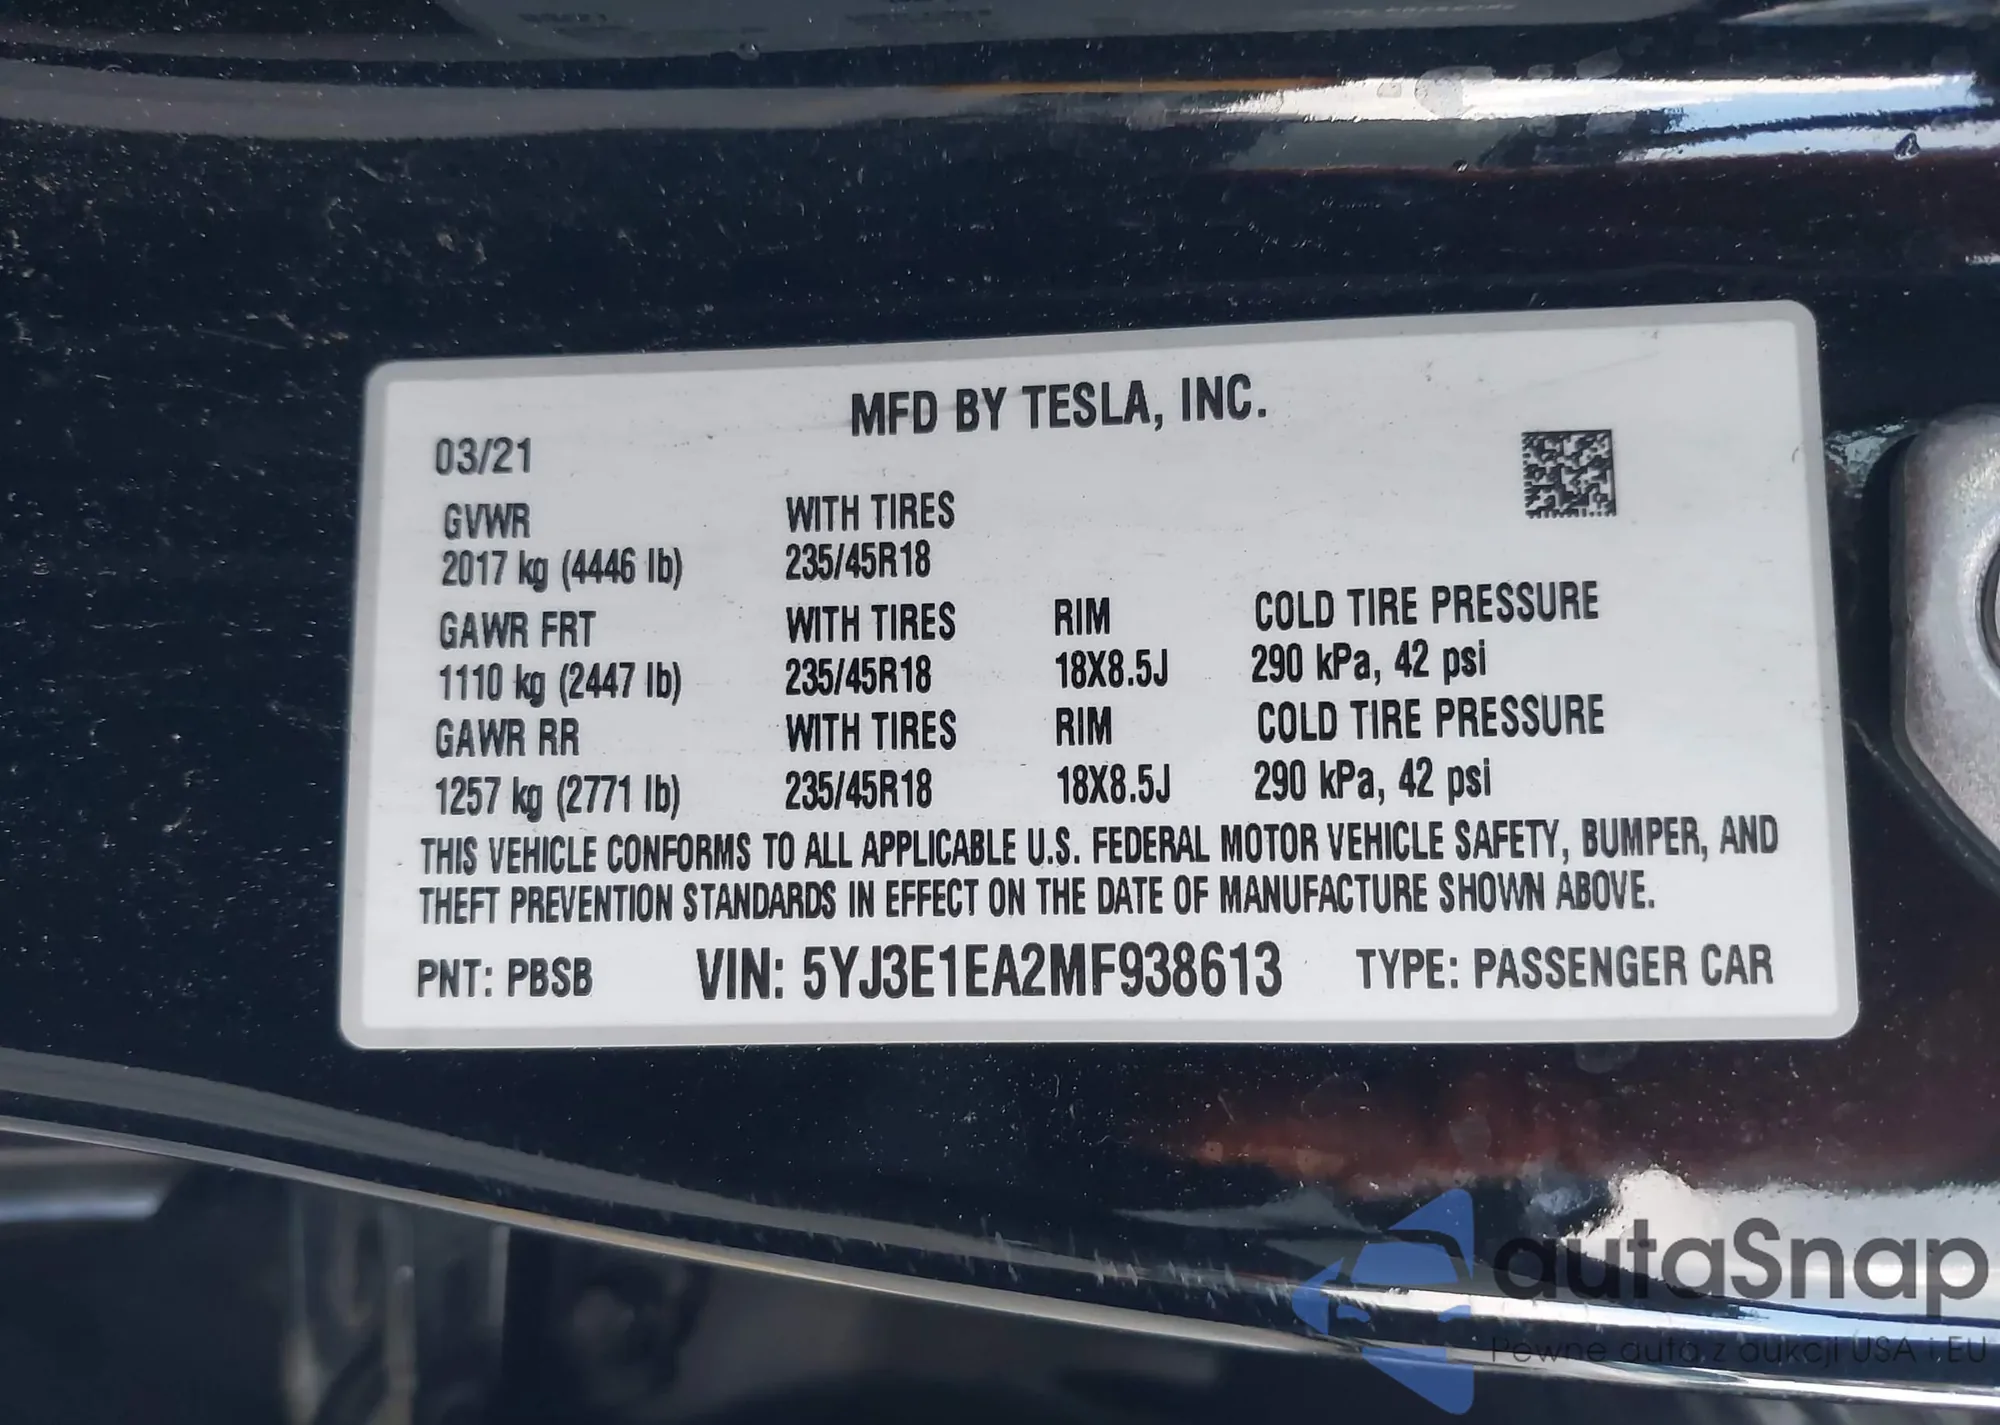 MFD BY TESLA, INC.
03/21
GVWR WITH TIRES
2017 kg (4446 lb) 235/45R18
GAWR FRT WITH TIRES RIM COLD TIRE PRESSURE
1110 kg (2447 lb) 235/45R18 18X8.5J 290 kPa, 42 psi
GAWR RR WITH TIRES RIM COLD TIRE PRESSURE
1257 kg (2771 lb) 235/45R18 18X8.5J 290 kPa, 42 psi
THIS VEHICLE CONFORMS TO ALL APPLICABLE U.S. FEDERAL MOTOR VEHICLE SAFETY, BUMPER, AND
THEFT PREVENTION STANDARDS IN EFFECT ON THE DATE OF MANUFACTURE SHOWN ABOVE.
PNT: PBSB VIN: 5YJ3E1EA2MF938613 TYPE: PASSENGER CAR
autaSnap
Pewne auta z aukcji USA i EU